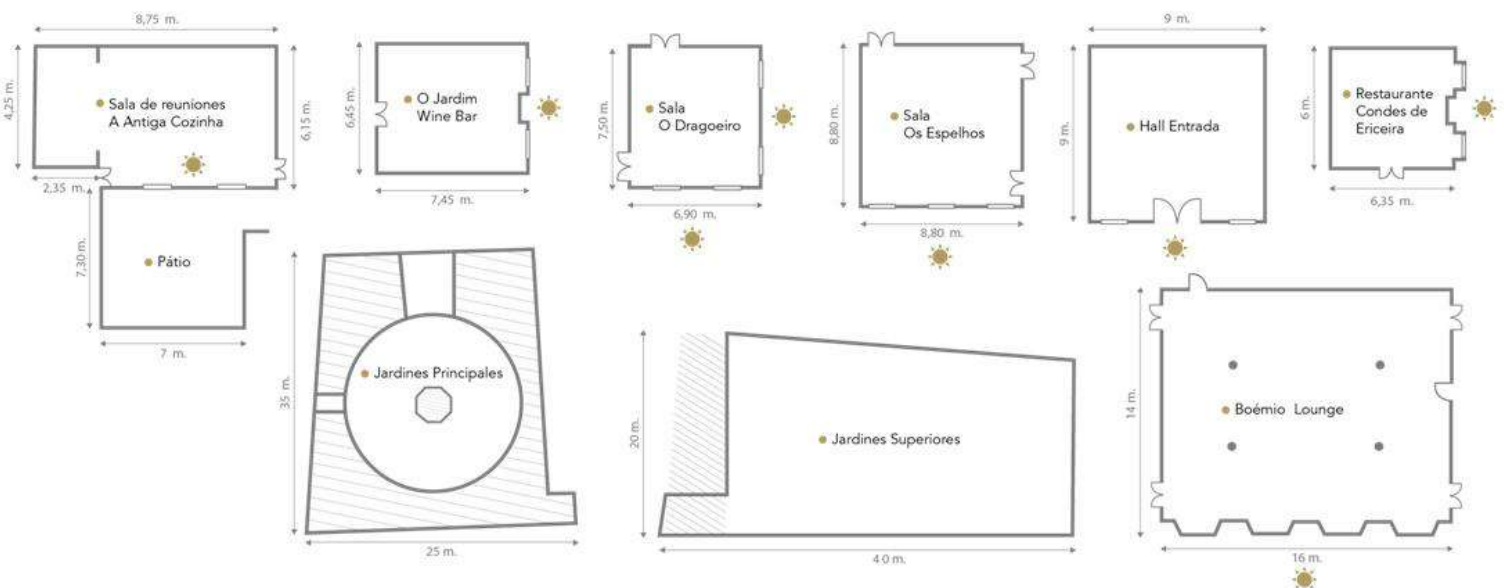 8,75 m.
4,25 m.
Sala de reuniones
A Antiga Cozinha
6,15 m.
2,35 m.
7,30 m.
Pátio
7 m.
6,45 m.
O Jardim
Wine Bar
7,45 m.
7,50 m.
Sala
O Dragoeiro
6,90 m.
8,80 m.
Sala
Os Espelhos
8,80 m.
9 m.
9 m.
Hall Entrada
6 m.
Restaurante
Condes de
Ericeira
6,35 m.
35 m.
Jardines Principales
25 m.
20 m.
Jardines Superiores
40 m.
14 m.
Boémio Lounge
16 m.